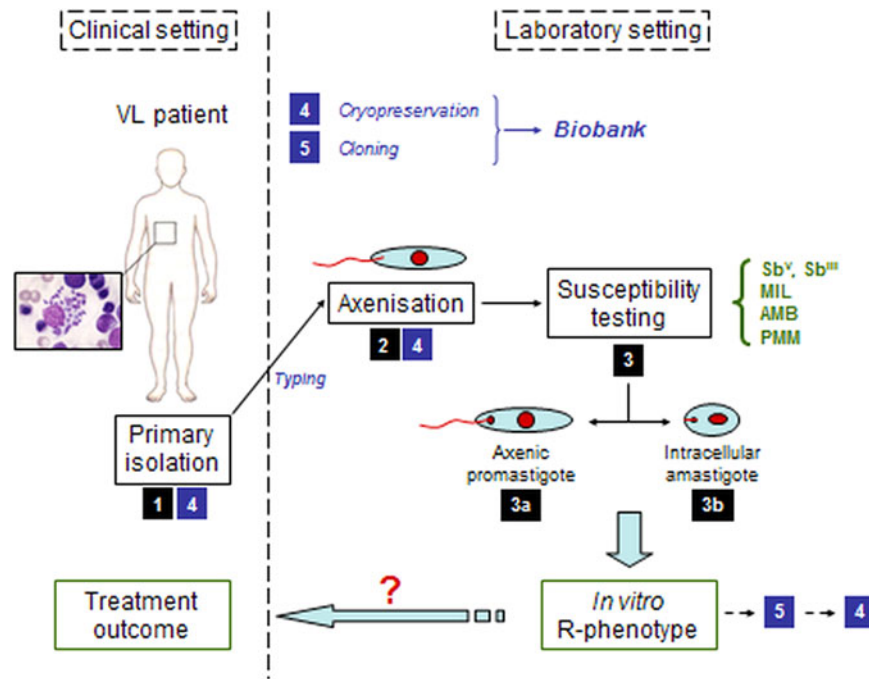 Clinical setting
Laboratory setting
VL patient
4 Cryopreservation
5 Cloning
Biobank
Axenisation
2 4
Susceptibility
testing
3
Sbⱽ, Sbᴵᴵᴵ
MIL
AMB
PMM
Typing
Primary
isolation
1 4
Axenic
promastigote
3a
Intracellular
amastigote
3b
Treatment
outcome
?
In vitro
R-phenotype
5 4